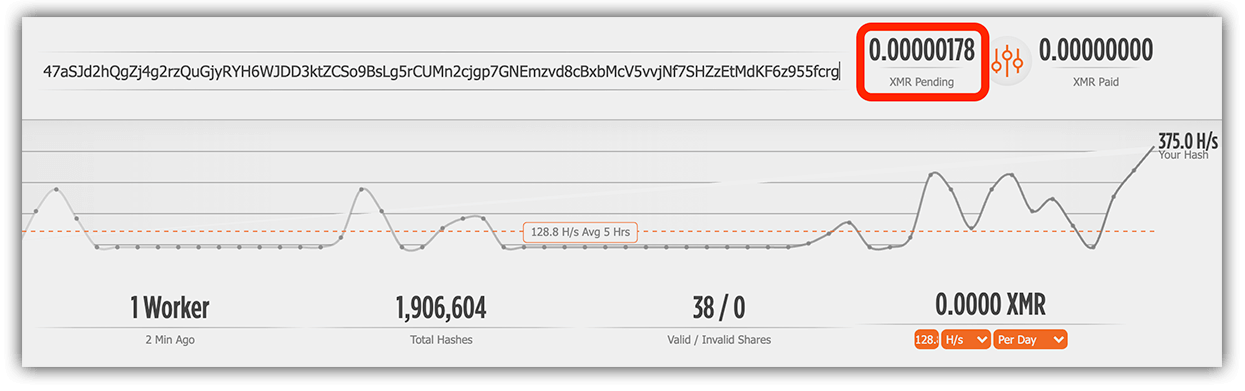 47aSJd2hQgZj4g2rzQuGjyRYH6WJDD3ktZCSo9BsLg5rCUMn2cjgp7GNEmzvd8cBxbMcV5vvjNf7SHZzEtMdKF6z955fcrg
0.00000178
XMR Pending
0.00000000
XMR Paid
375.0 H/s
Your Hash
128.8 H/s Avg 5 Hrs
1 Worker
2 Min Ago
1,906,604
Total Hashes
38 / 0
Valid / Invalid Shares
0.0000 XMR
128. H/s Per Day